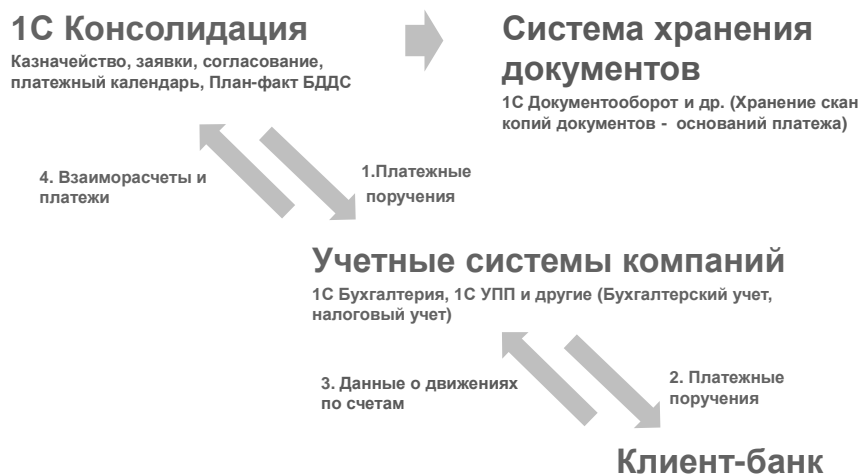 1С Консолидация
Казначейство, заявки, согласование,
платежный календарь, План-факт БДДС
Система хранения
документов
1С Документооборот и др. (Хранение скан
копий документов - оснований платежа)
4. Взаиморасчеты и
платежи
1.Платежные
поручения
Учетные системы компаний
1С Бухгалтерия, 1С УПП и другие (Бухгалтерский учет,
налоговый учет)
3. Данные о движениях
по счетам
2. Платежные
поручения
Клиент-банк